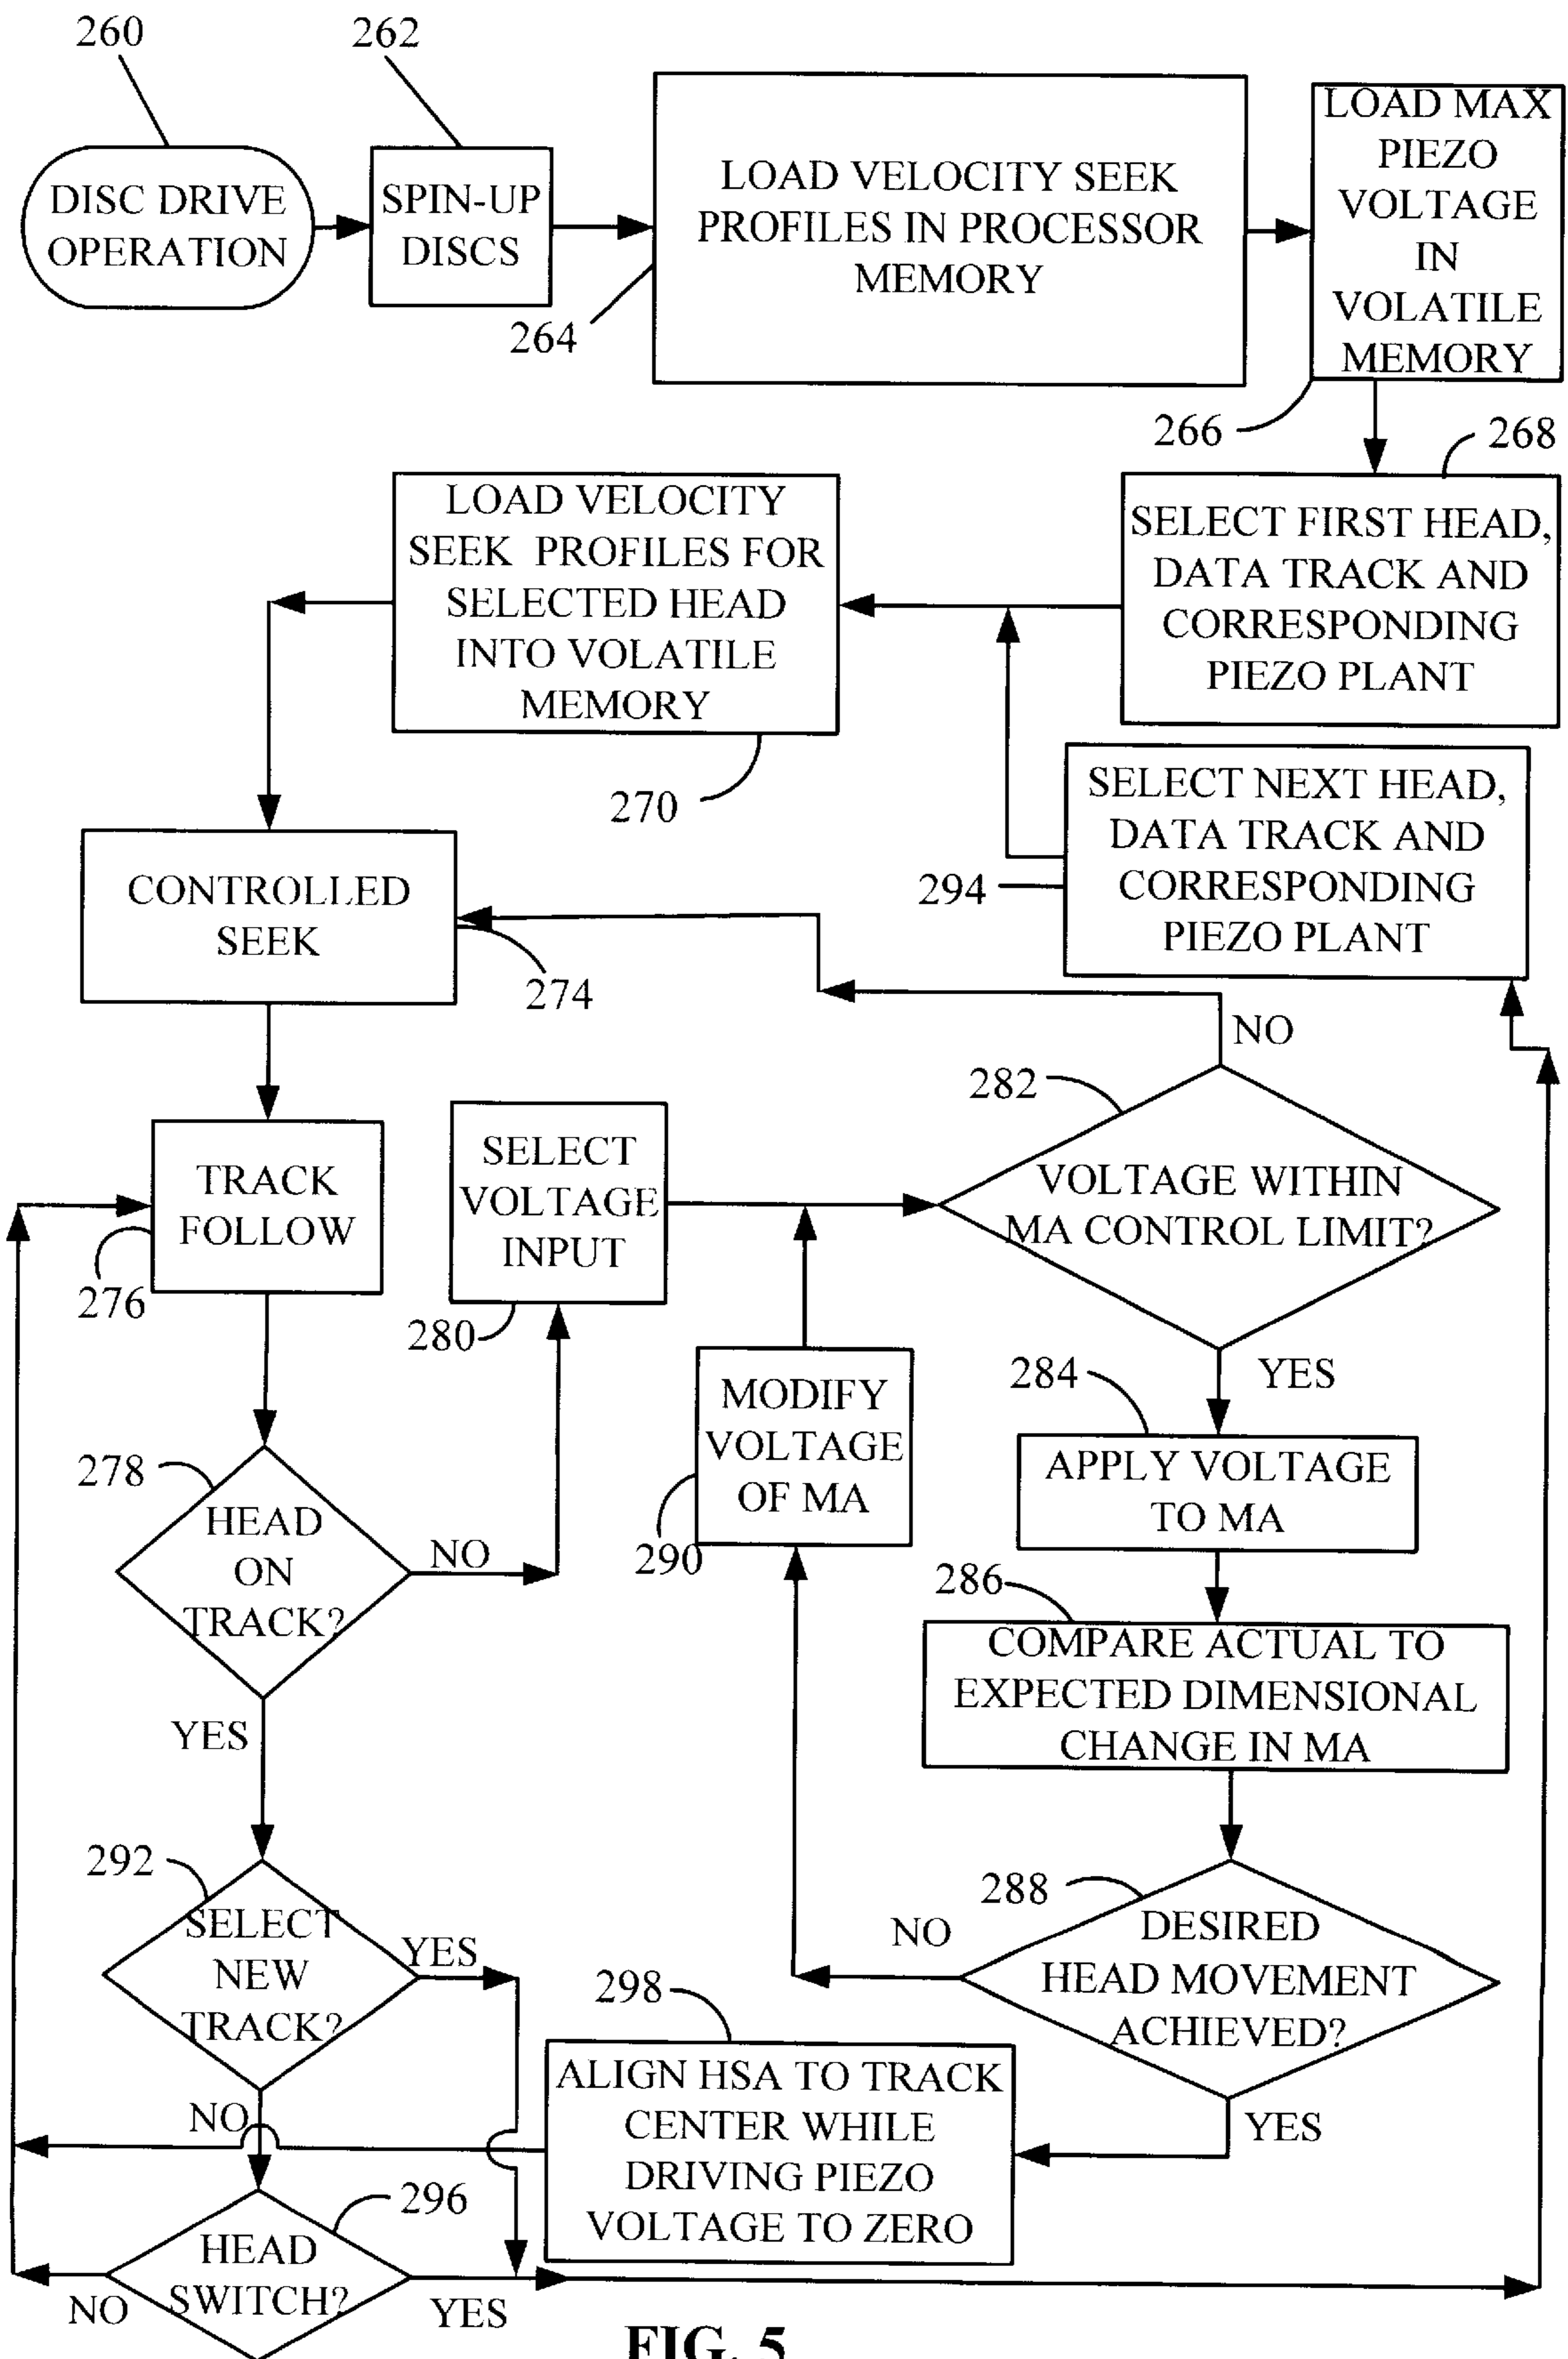 260
262
DISC DRIVE
OPERATION
SPIN-UP
DISCS
264
LOAD VELOCITY SEEK
PROFILES IN PROCESSOR
MEMORY
LOAD MAX
PIEZO
VOLTAGE
IN
VOLATILE
MEMORY
266
268
SELECT FIRST HEAD,
DATA TRACK AND
CORRESPONDING
PIEZO PLANT
LOAD VELOCITY
SEEK PROFILES FOR
SELECTED HEAD
INTO VOLATILE
MEMORY
270
SELECT NEXT HEAD,
DATA TRACK AND
CORRESPONDING
PIEZO PLANT
294
CONTROLLED
SEEK
274
NO
282
VOLTAGE WITHIN
MA CONTROL LIMIT?
YES
SELECT
VOLTAGE
INPUT
280
TRACK
FOLLOW
276
284
APPLY VOLTAGE
TO MA
MODIFY
VOLTAGE
OF MA
290
278
HEAD
ON
TRACK?
NO
YES
286
COMPARE ACTUAL TO
EXPECTED DIMENSIONAL
CHANGE IN MA
288
DESIRED
HEAD MOVEMENT
ACHIEVED?
NO
YES
292
SELECT
NEW
TRACK?
YES
NO
298
ALIGN HSA TO TRACK
CENTER WHILE
DRIVING PIEZO
VOLTAGE TO ZERO
296
HEAD
SWITCH?
NO
YES
FIG. 5